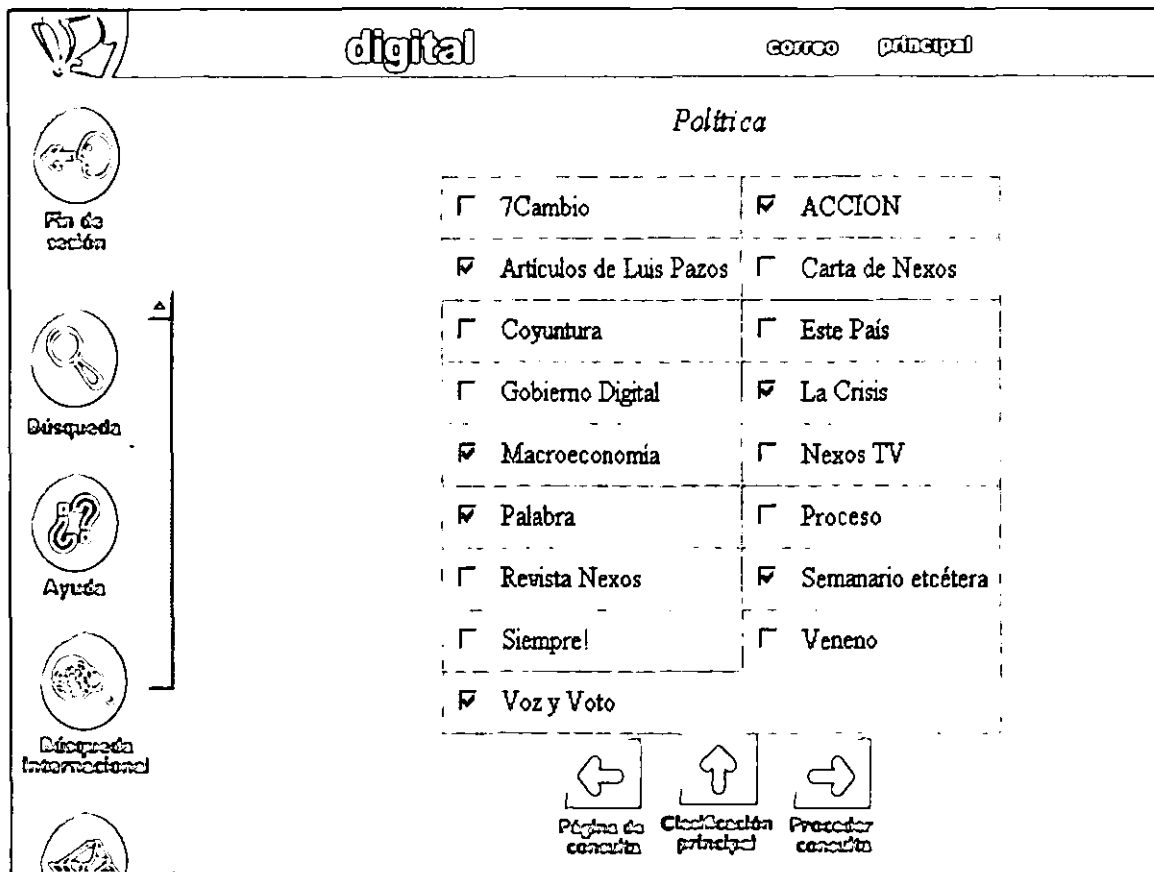 digital
correo principal
Política
Fin de
seción
7Cambio ACCION
Artículos de Luis Pazos Carta de Nexos
Coyuntura Este País
Búsqueda
Gobierno Digital La Crisis
Macroeconomía Nexos TV
Ayuda
Palabra Proceso
Revista Nexos Semanario etcétera
Siempre! Veneno
Búsqueda
Internacional
Voz y Voto
Página de
consulta
Clasificación
principal
Proceder
consulta